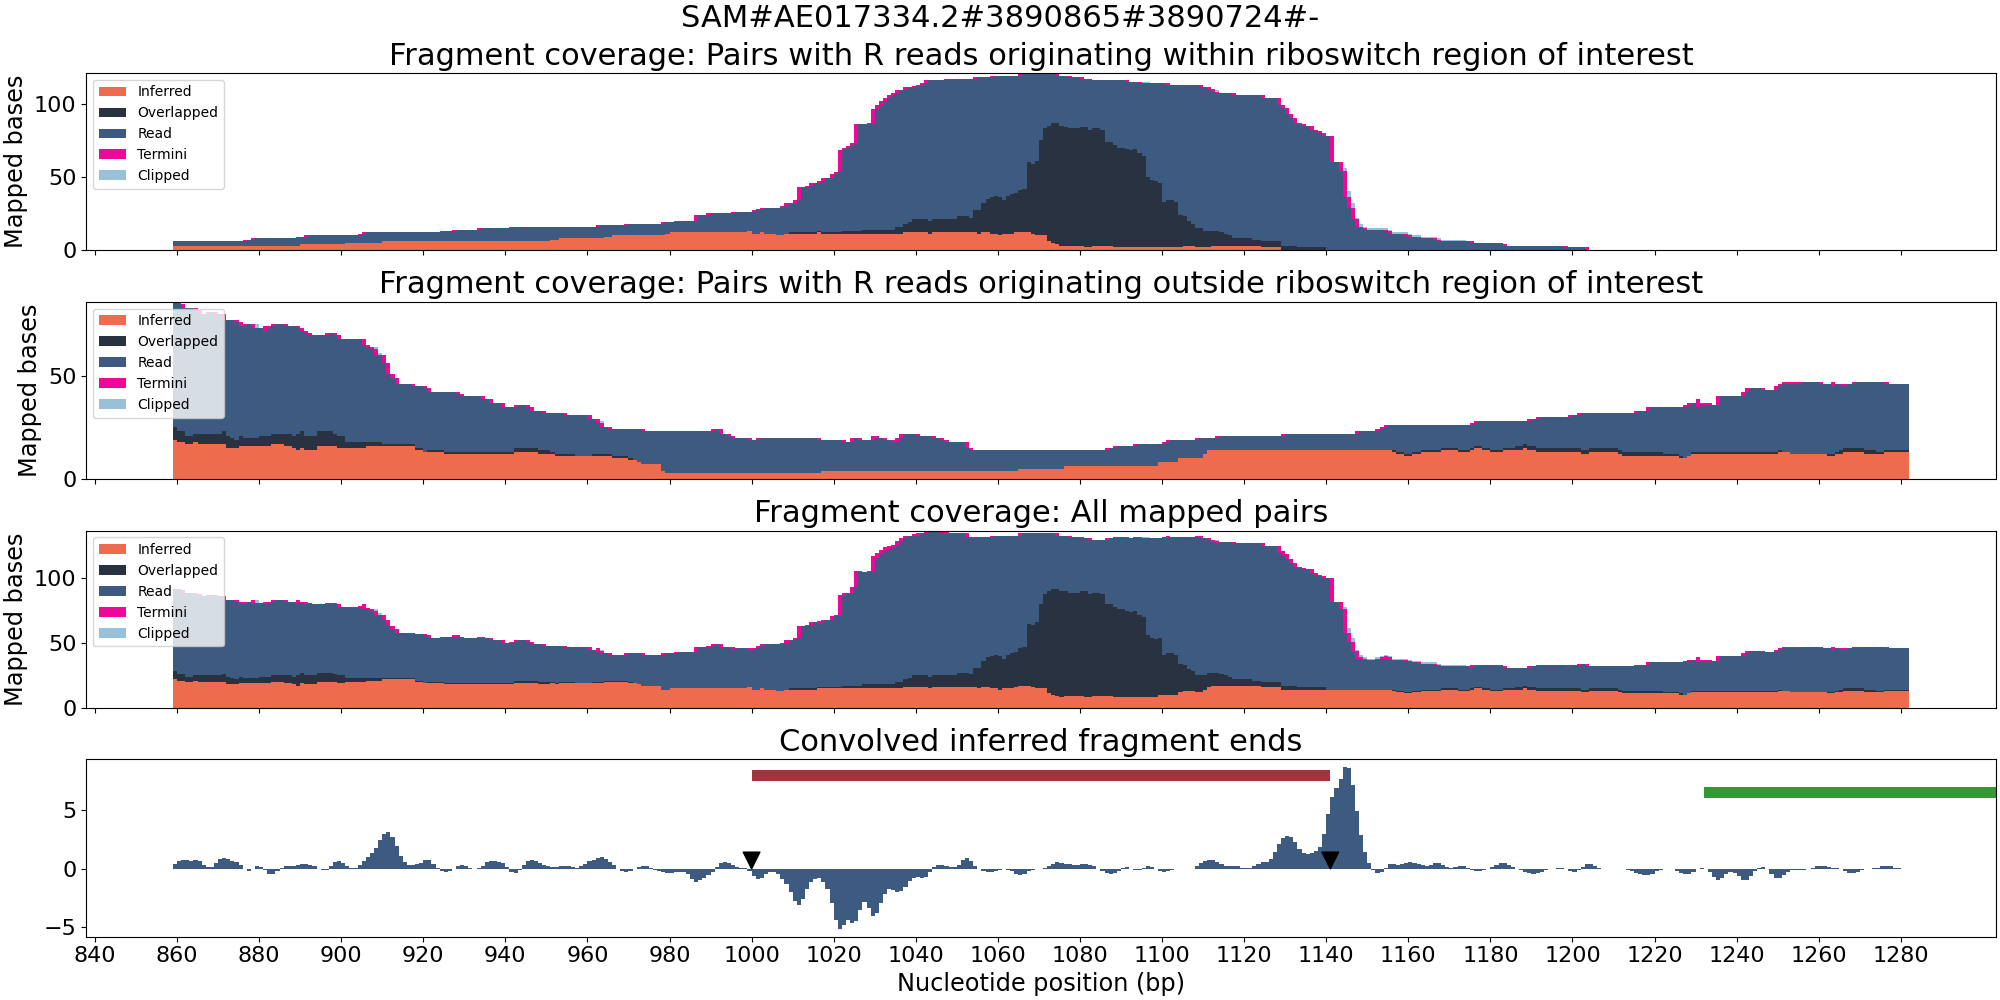 SAM#AE017334.2#3890865#3890724#-
Fragment coverage: Pairs with R reads originating within riboswitch region of interest
Mapped bases
100
50
0
Inferred
Overlapped
Read
Termini
Clipped
Fragment coverage: Pairs with R reads originating outside riboswitch region of interest
Mapped bases
50
0
Inferred
Overlapped
Read
Termini
Clipped
Fragment coverage: All mapped pairs
Mapped bases
100
50
0
Inferred
Overlapped
Read
Termini
Clipped
Convolved inferred fragment ends
5
0
−5
840 860 880 900 920 940 960 980 1000 1020 1040 1060 1080 1100 1120 1140 1160 1180 1200 1220 1240 1260 1280
Nucleotide position (bp)